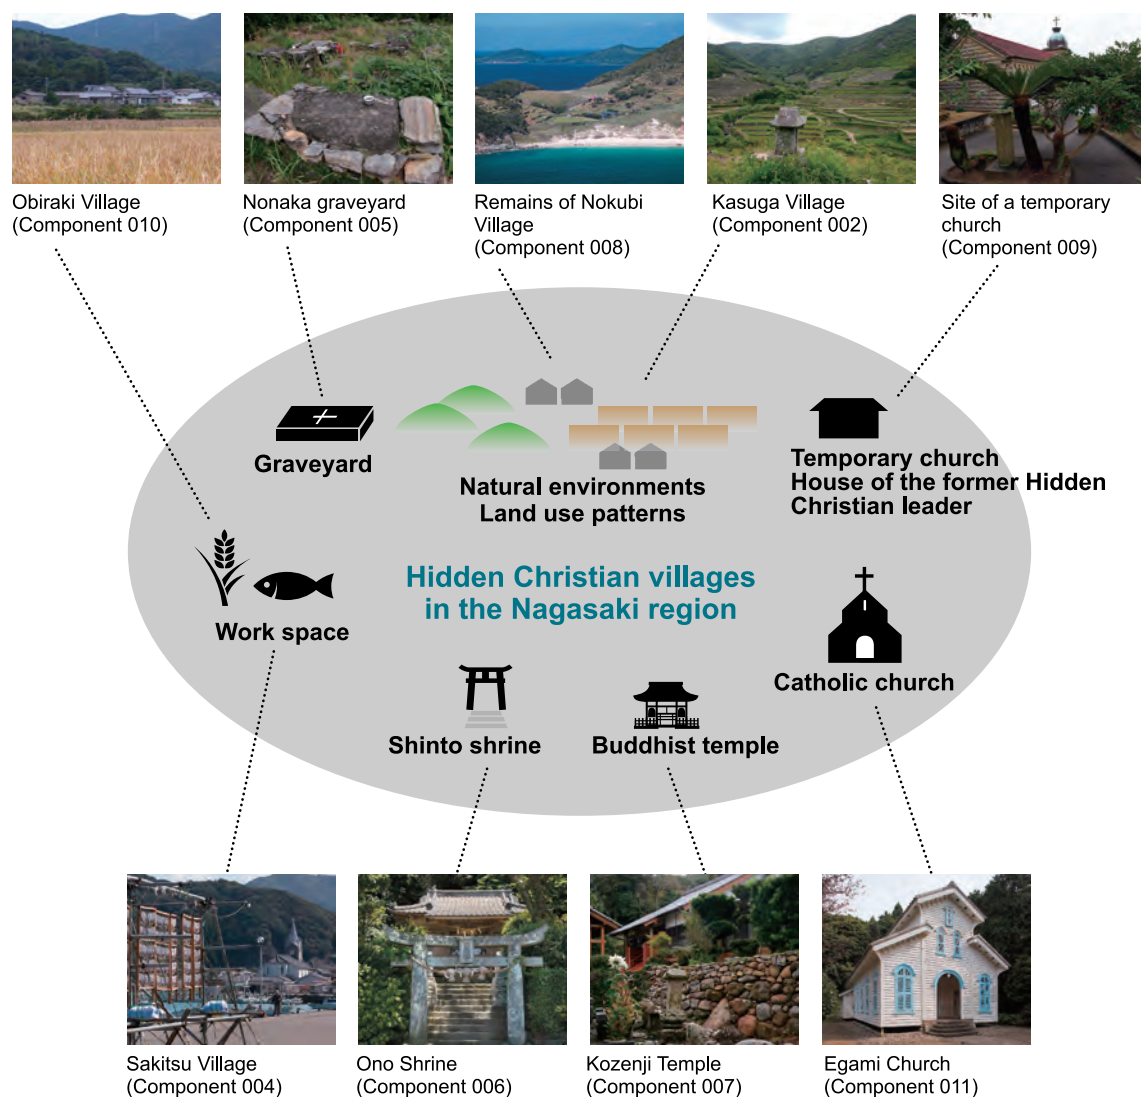 Obiraki Village
(Component 010)
Nonaka graveyard
(Component 005)
Remains of Nokubi
Village
(Component 008)
Kasuga Village
(Component 002)
Site of a temporary
church
(Component 009)
Graveyard
Natural environments
Land use patterns
Temporary church
House of the former Hidden
Christian leader
Hidden Christian villages
in the Nagasaki region
Work space
Catholic church
Shinto shrine
Buddhist temple
Sakitsu Village
(Component 004)
Ono Shrine
(Component 006)
Kozenji Temple
(Component 007)
Egami Church
(Component 011)